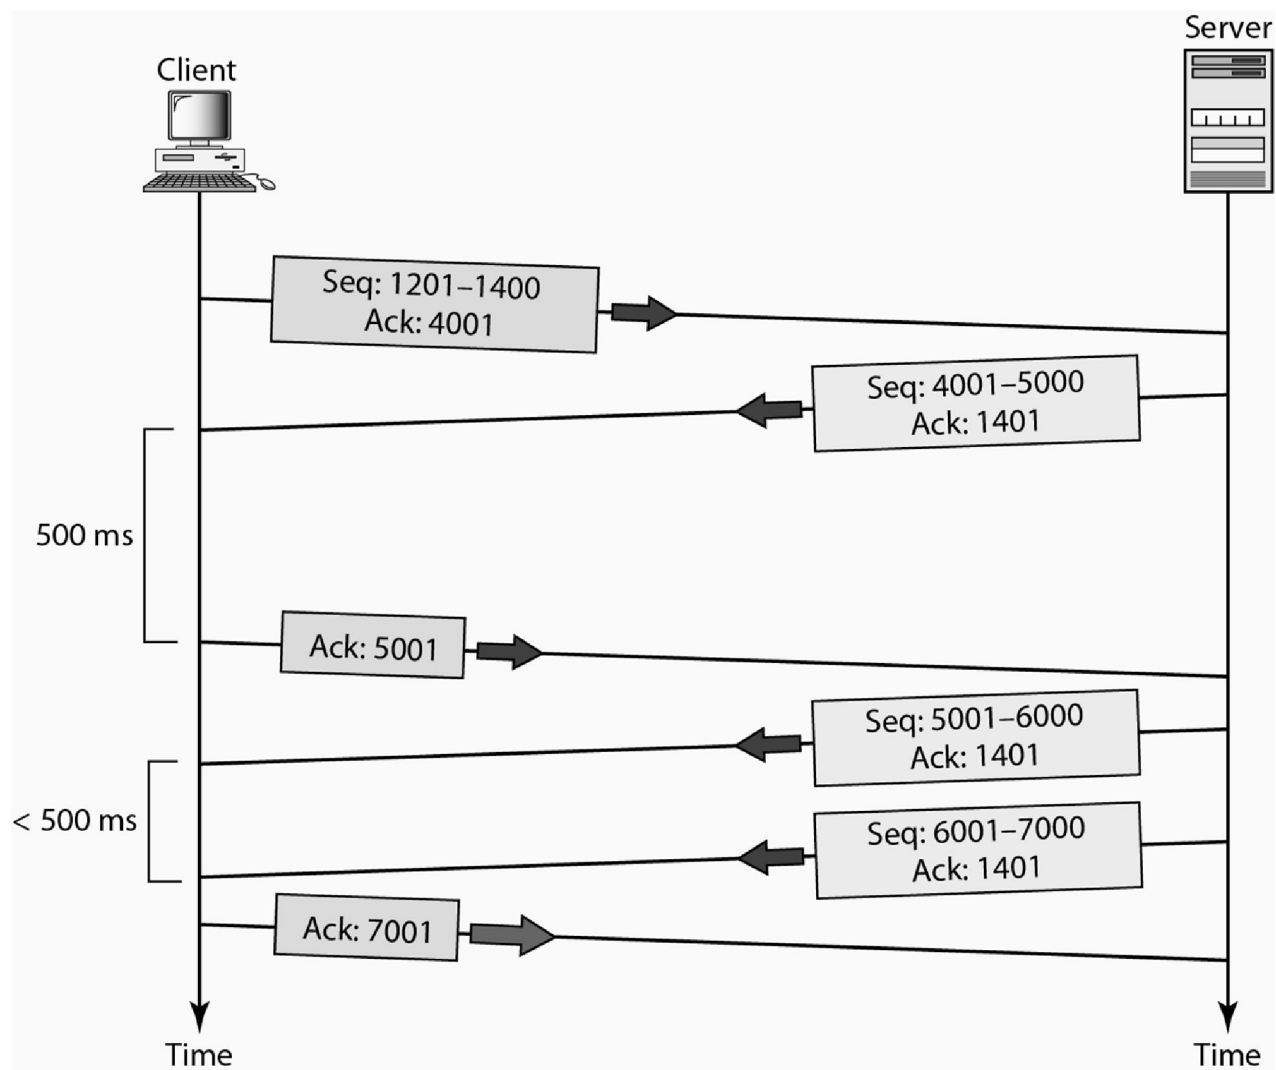 Server
Client
Seq: 1201–1400
Ack: 4001
Seq: 4001–5000
Ack: 1401
500 ms
Ack: 5001
Seq: 5001–6000
Ack: 1401
< 500 ms
Seq: 6001–7000
Ack: 1401
Ack: 7001
Time
Time